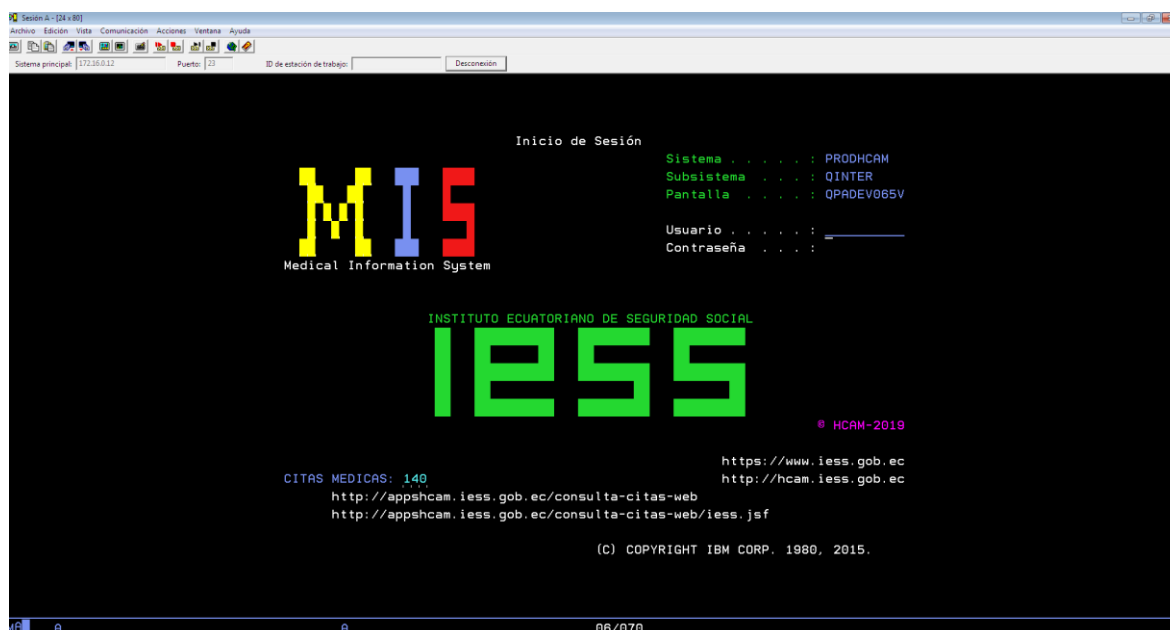 Sesión A - [24 x 80]
Archivo Edición Vista Comunicación Acciones Ventana Ayuda
Sistema principal: 172.16.0.12 Puerto: 23 ID de estación de trabajo: Desconexión
Inicio de Sesión
Sistema . . . . . : PRODHCAM
Subsistema . . . : QINTER
Pantalla . . . . : QPADEV065V
MIS
Usuario . . . . . :
Contraseña . . . :
Medical Information System
INSTITUTO ECUATORIANO DE SEGURIDAD SOCIAL
IESS
@ HCAM-2019
https://www.iess.gob.ec
CITAS MEDICAS: 140 http://hcam.iess.gob.ec
http://appshcam.iess.gob.ec/consulta-citas-web
http://appshcam.iess.gob.ec/consulta-citas-web/iess.jsf
(C) COPYRIGHT IBM CORP. 1980, 2015.
MA A A 06/070